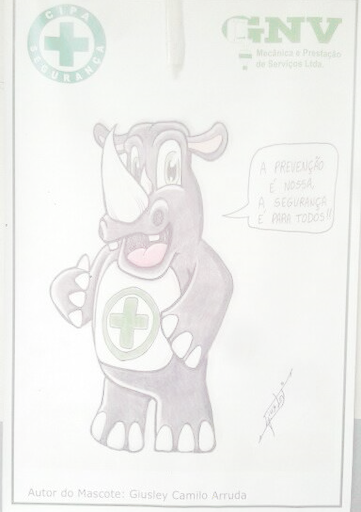 CIPA
SEGURANÇA
GNV
Mecânica e Prestação
de Serviços Ltda.
A PREVENÇÃO
É NOSSA
A SEGURANÇA
É PARA TODOS!!
Autor do Mascote: Giusley Camilo Arruda